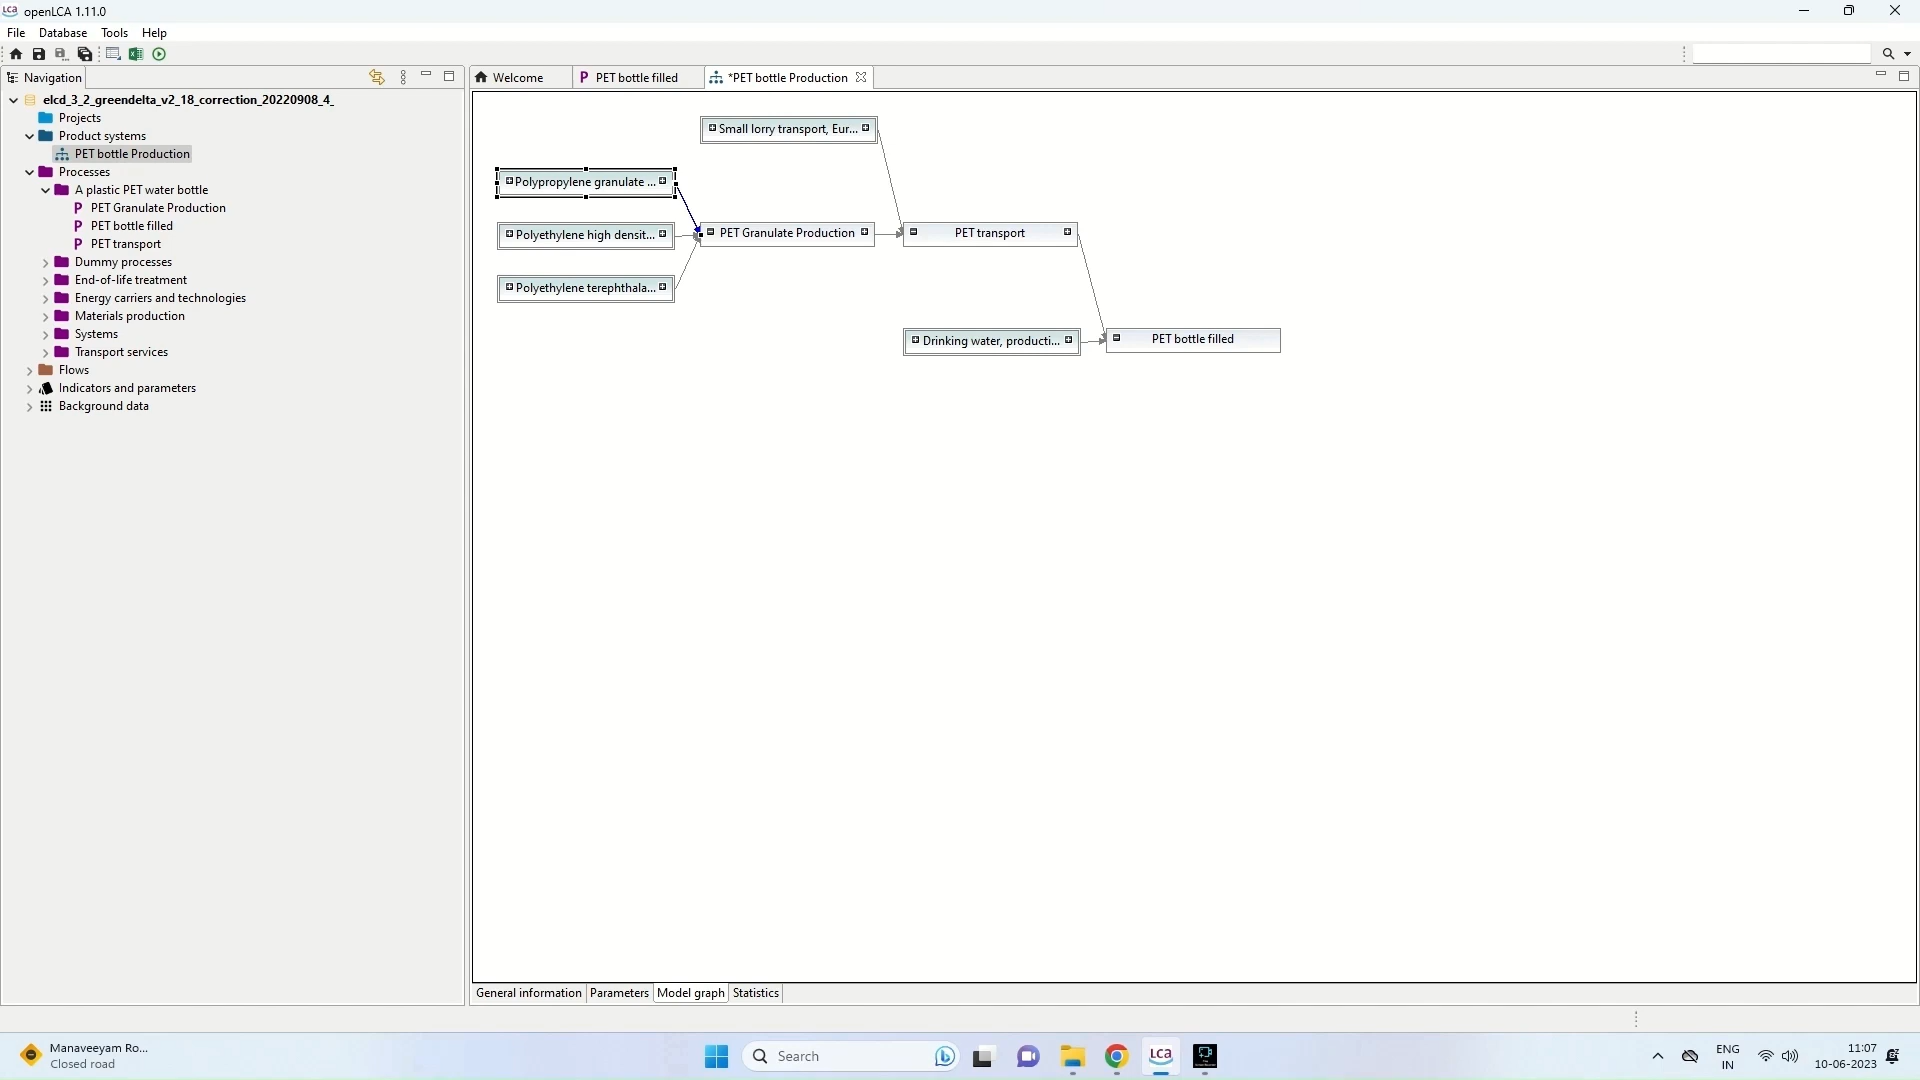 LCA openLCA 1.11.0
File Database Tools Help
Navigation
Welcome
PET bottle filled
*PET bottle Production
elcd_3_2_greendelta_v2_18_correction_20220908_4_
Projects
Product systems
PET bottle Production
Processes
A plastic PET water bottle
PET Granulate Production
PET bottle filled
PET transport
Dummy processes
End-of-life treatment
Energy carriers and technologies
Materials production
Systems
Transport services
Flows
Indicators and parameters
Background data
Small lorry transport, Eur...
Polypropylene granulate ...
Polyethylene high densit...
PET Granulate Production
PET transport
Polyethylene terephthala...
Drinking water, producti...
PET bottle filled
General information Parameters Model graph Statistics
Manaveeyam Ro...
Closed road
Search
LCA
ENG
IN
11:07
10-06-2023